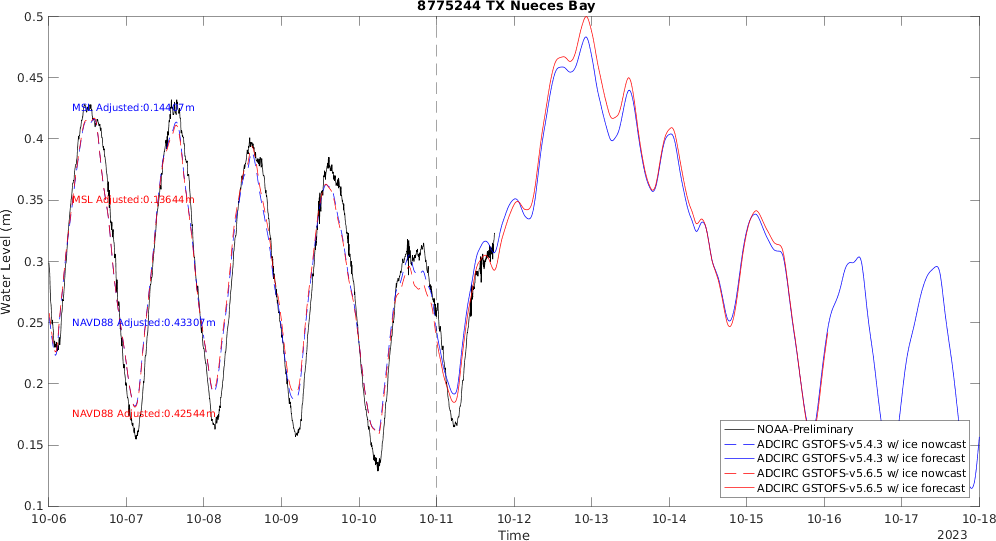 8775244 TX Nueces Bay
0.5
0.45
0.4
0.35
0.3
0.25
0.2
0.15
0.1
Water Level (m)
NAVD88 Adjusted:0.43307m
MSL Adjusted:0.13644m
NAVD88 Adjusted:0.42544m
NOAA-Preliminary
ADCIRC GSTOFS-v5.4.3 w/ ice nowcast
ADCIRC GSTOFS-v5.4.3 w/ ice forecast
ADCIRC GSTOFS-v5.6.5 w/ ice nowcast
ADCIRC GSTOFS-v5.6.5 w/ ice forecast
10-06 10-07 10-08 10-09 10-10 10-11 10-12 10-13 10-14 10-15 10-16 10-17 10-18
Time
2023